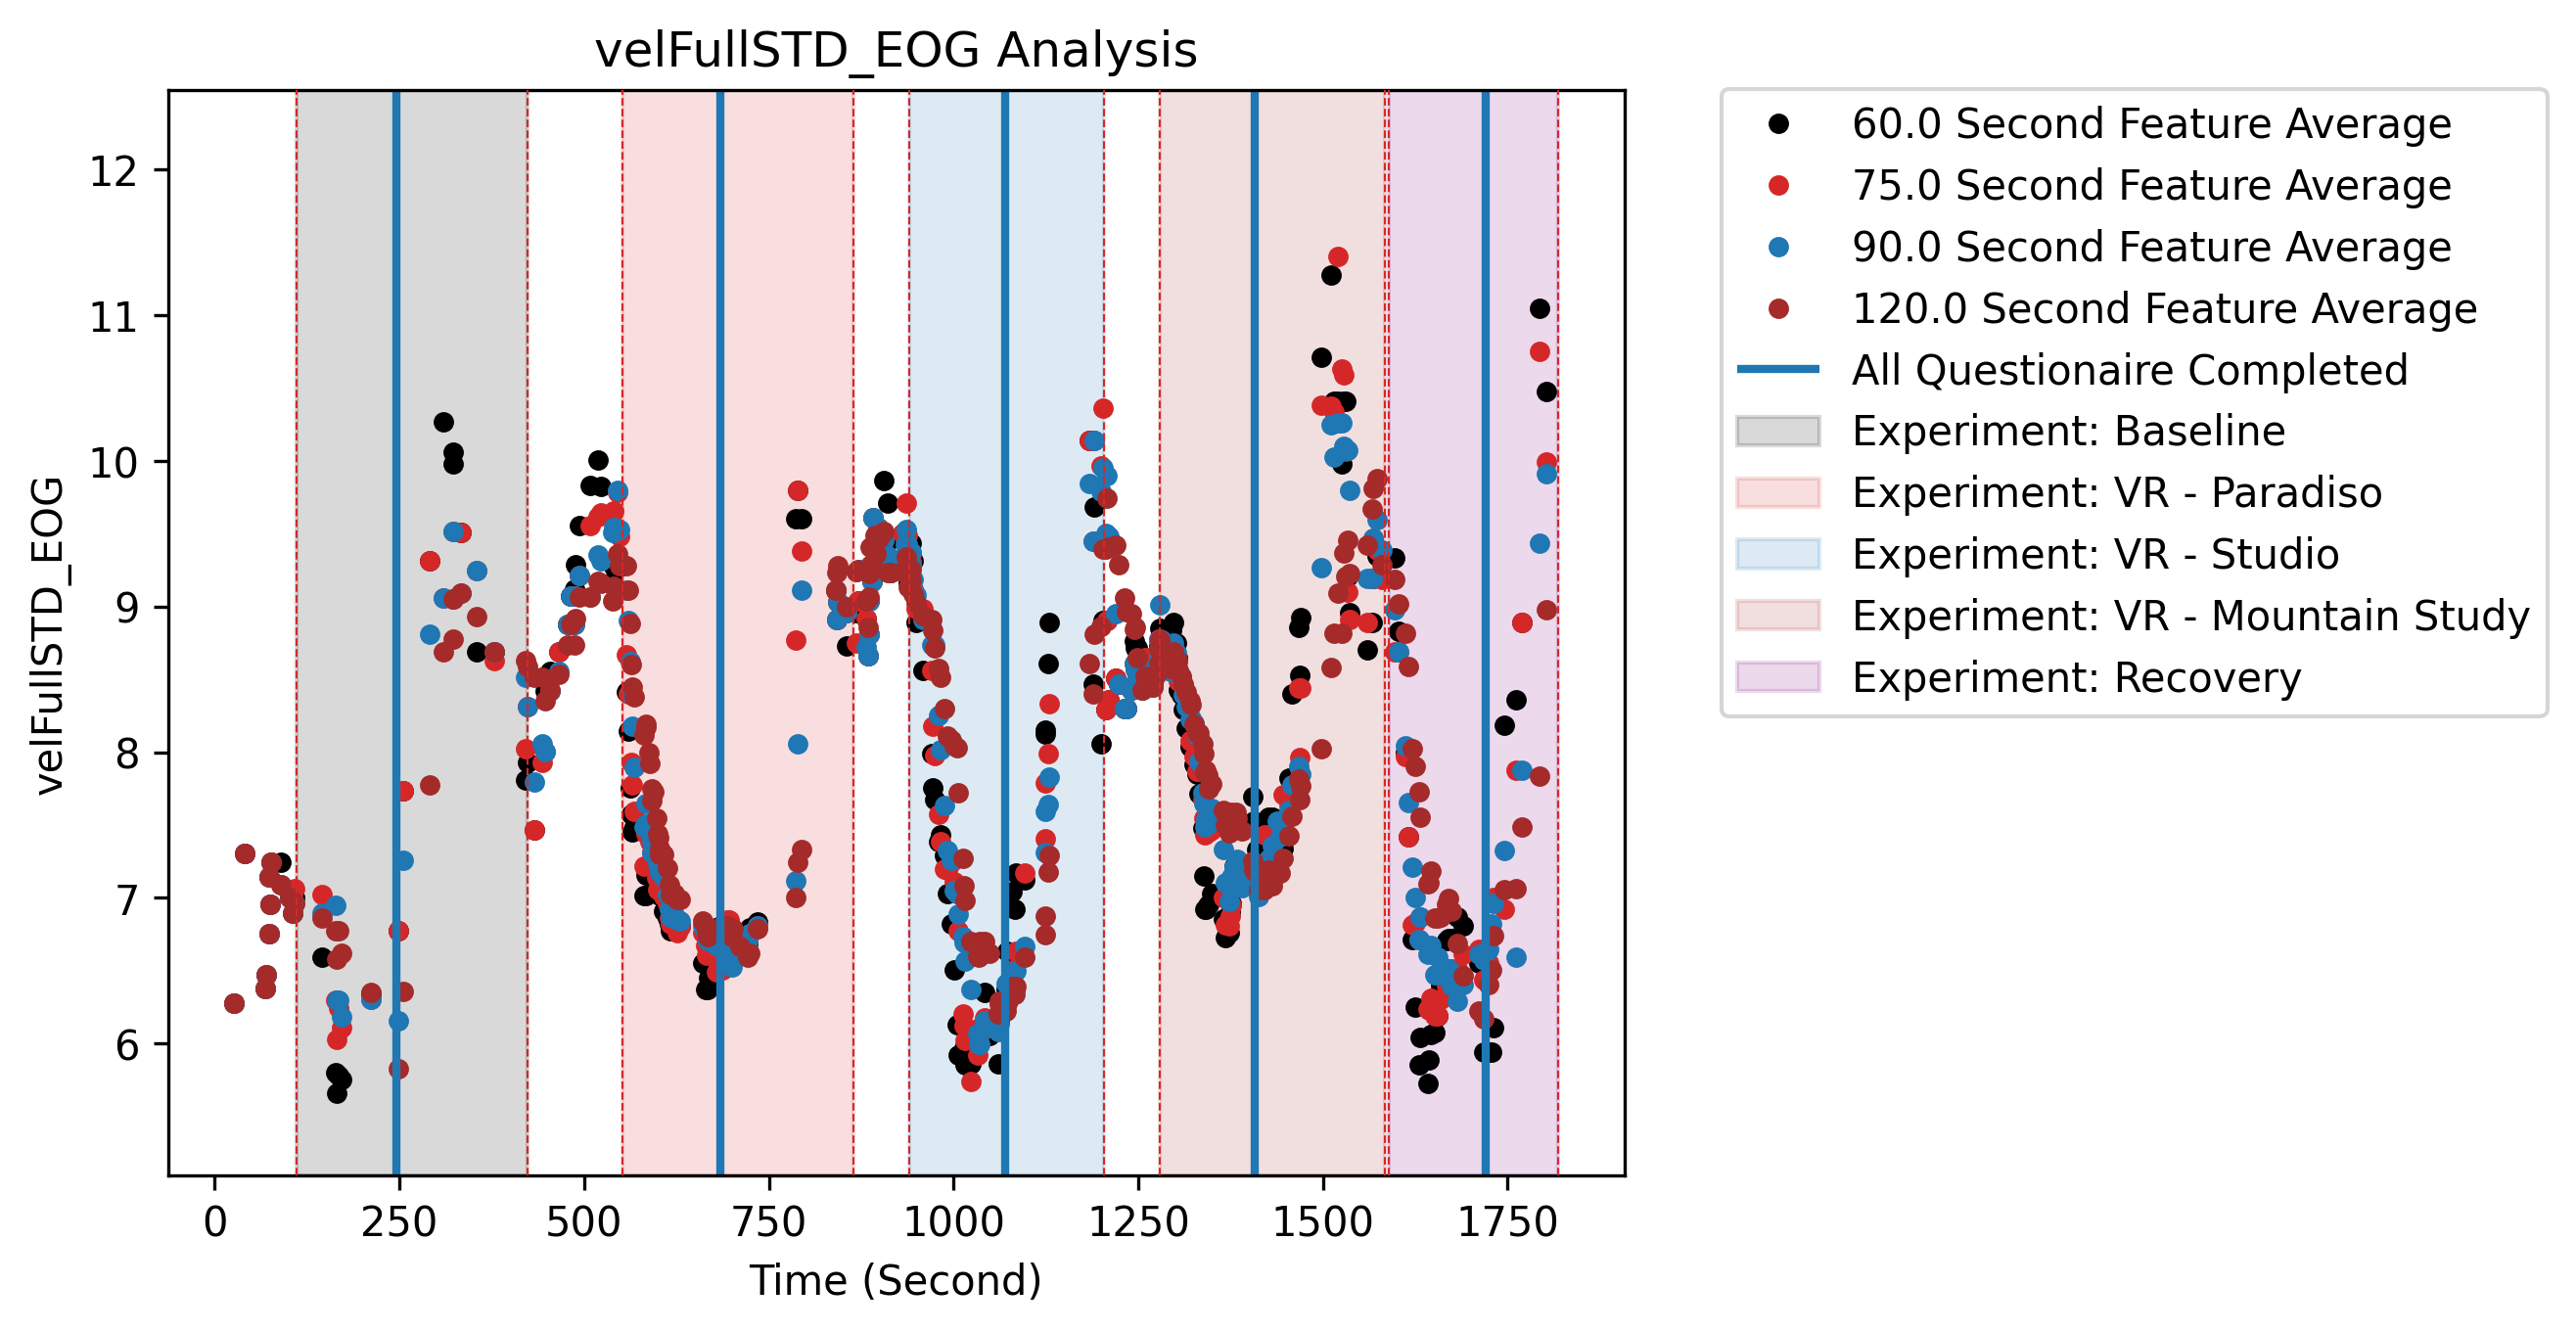 velFullSTD_EOG Analysis
velFullSTD_EOG
12
11
10
9
8
7
6
0 250 500 750 1000 1250 1500 1750
Time (Second)
60.0 Second Feature Average
75.0 Second Feature Average
90.0 Second Feature Average
120.0 Second Feature Average
All Questionaire Completed
Experiment: Baseline
Experiment: VR - Paradiso
Experiment: VR - Studio
Experiment: VR - Mountain Study
Experiment: Recovery